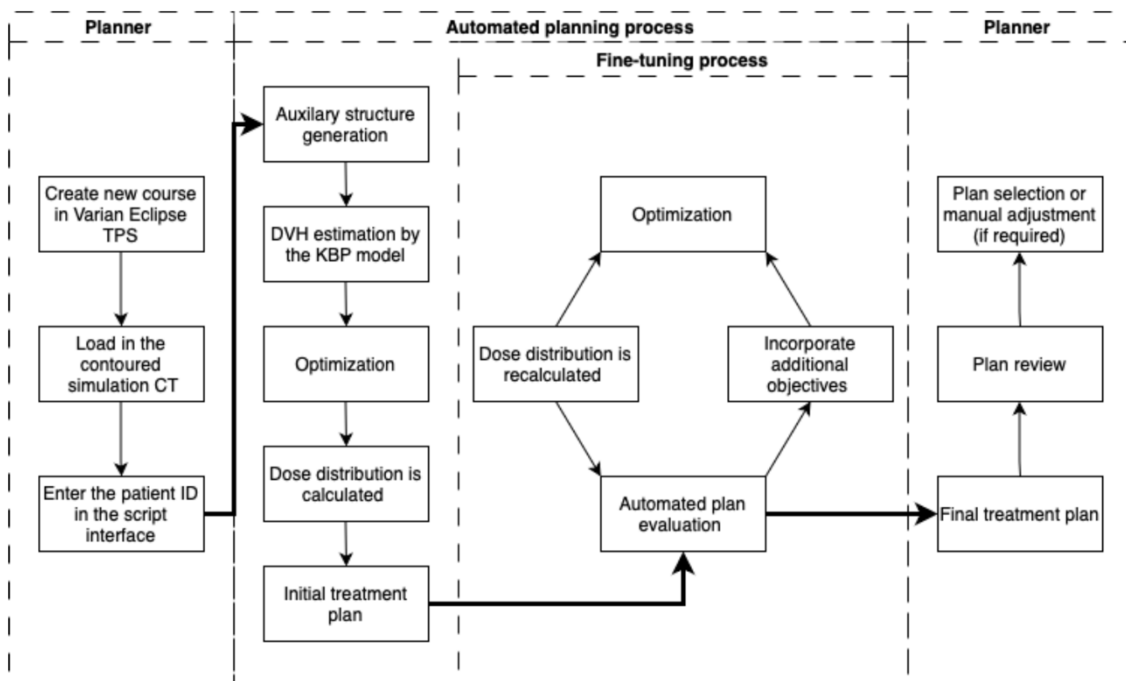 Planner
Automated planning process
Planner
Fine-tuning process
Create new course
in Varian Eclipse
TPS
Load in the
contoured
simulation CT
Enter the patient ID
in the script
interface
Auxilary structure
generation
DVH estimation by
the KBP model
Optimization
Dose distribution is
calculated
Initial treatment
plan
Optimization
Dose distribution is
recalculated
Incorporate
additional
objectives
Automated plan
evaluation
Plan selection or
manual adjustment
(if required)
Plan review
Final treatment plan